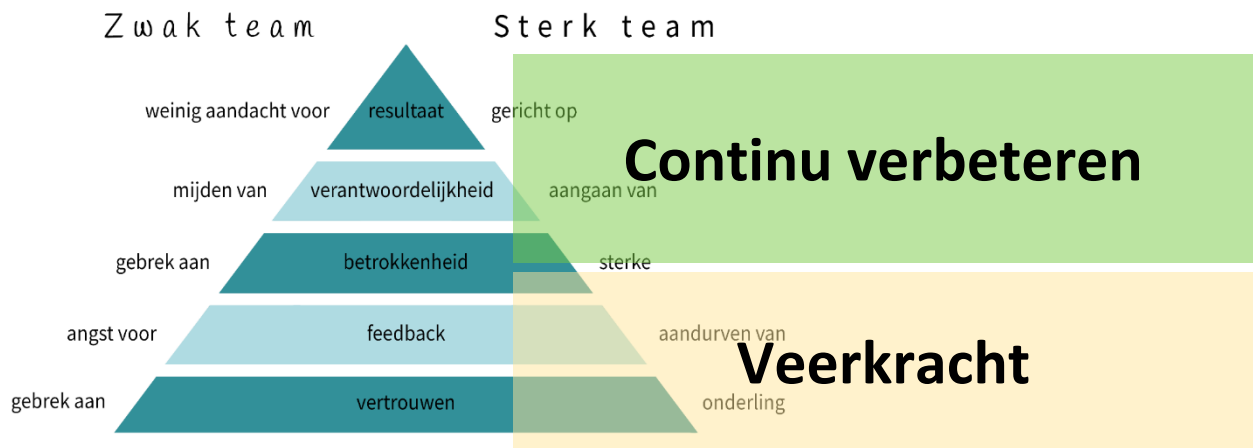 Zwak team Sterk team
weinig aandacht voor resultaat gericht op
Continu verbeteren
mijden van verantwoordelijkheid aangaan van
gebrek aan betrokkenheid sterke
angst voor feedback aandurven van
Veerkracht
gebrek aan vertrouwen onderling